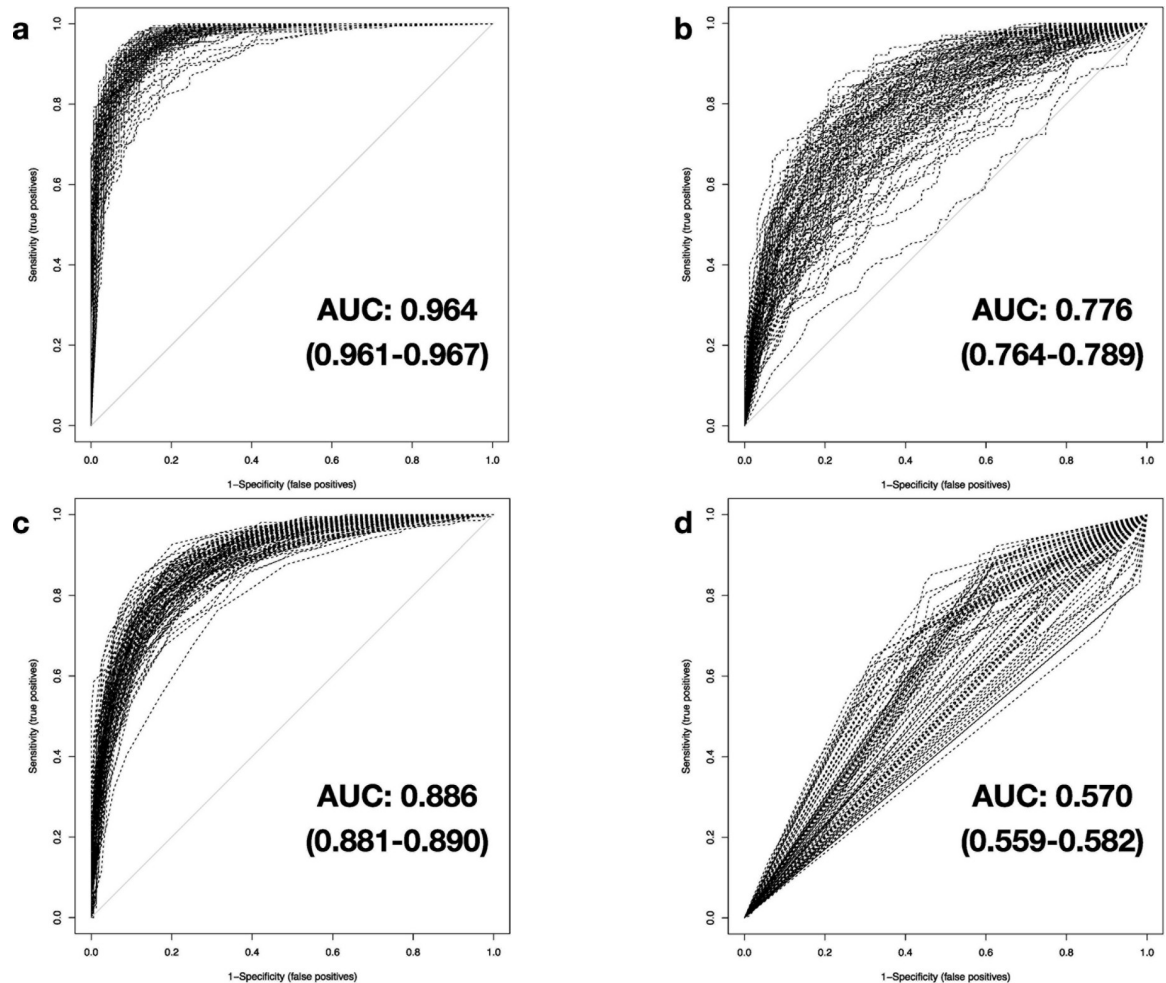 a
1.0
0.8
0.6
0.4
0.2
0.0
Sensitivity (true positives)
AUC: 0.964
(0.961-0.967)
0.0 0.2 0.4 0.6 0.8 1.0
1−Specificity (false positives)
b
1.0
0.8
0.6
0.4
0.2
0.0
Sensitivity (true positives)
AUC: 0.776
(0.764-0.789)
0.0 0.2 0.4 0.6 0.8 1.0
1−Specificity (false positives)
c
1.0
0.8
0.6
0.4
0.2
0.0
Sensitivity (true positives)
AUC: 0.886
(0.881-0.890)
0.0 0.2 0.4 0.6 0.8 1.0
1−Specificity (false positives)
d
1.0
0.8
0.6
0.4
0.2
0.0
Sensitivity (true positives)
AUC: 0.570
(0.559-0.582)
0.0 0.2 0.4 0.6 0.8 1.0
1−Specificity (false positives)